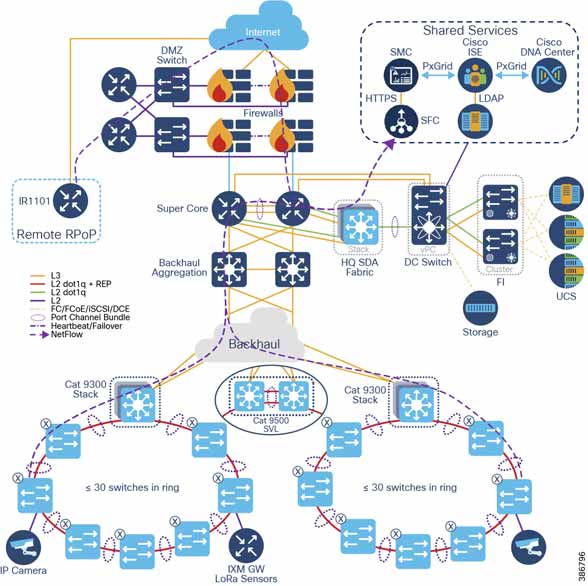 Internet
DMZ
Switch
Firewalls
Shared Services
SMC
Cisco
ISE
Cisco
DNA Center
PxGrid
PxGrid
HTTPS
LDAP
SFC
IR1101
Remote RPoP
Super Core
Stack
HQ SDA
Fabric
vPC
DC Switch
Cluster
FI
UCS
Storage
Backhaul
Aggregation
L3
L2 dot1q + REP
L2 dot1q
L2
FC/FCoE/iSCSI/DCE
Port Channel Bundle
Heartbeat/Failover
NetFlow
Backhaul
Cat 9300
Stack
Cat 9500
SVL
Cat 9300
Stack
X
X
X
X
X
X
X
X
X
X
X
X
X
X
≤ 30 switches in ring
≤ 30 switches in ring
IP Camera
IXM GW
LoRa Sensors
386796